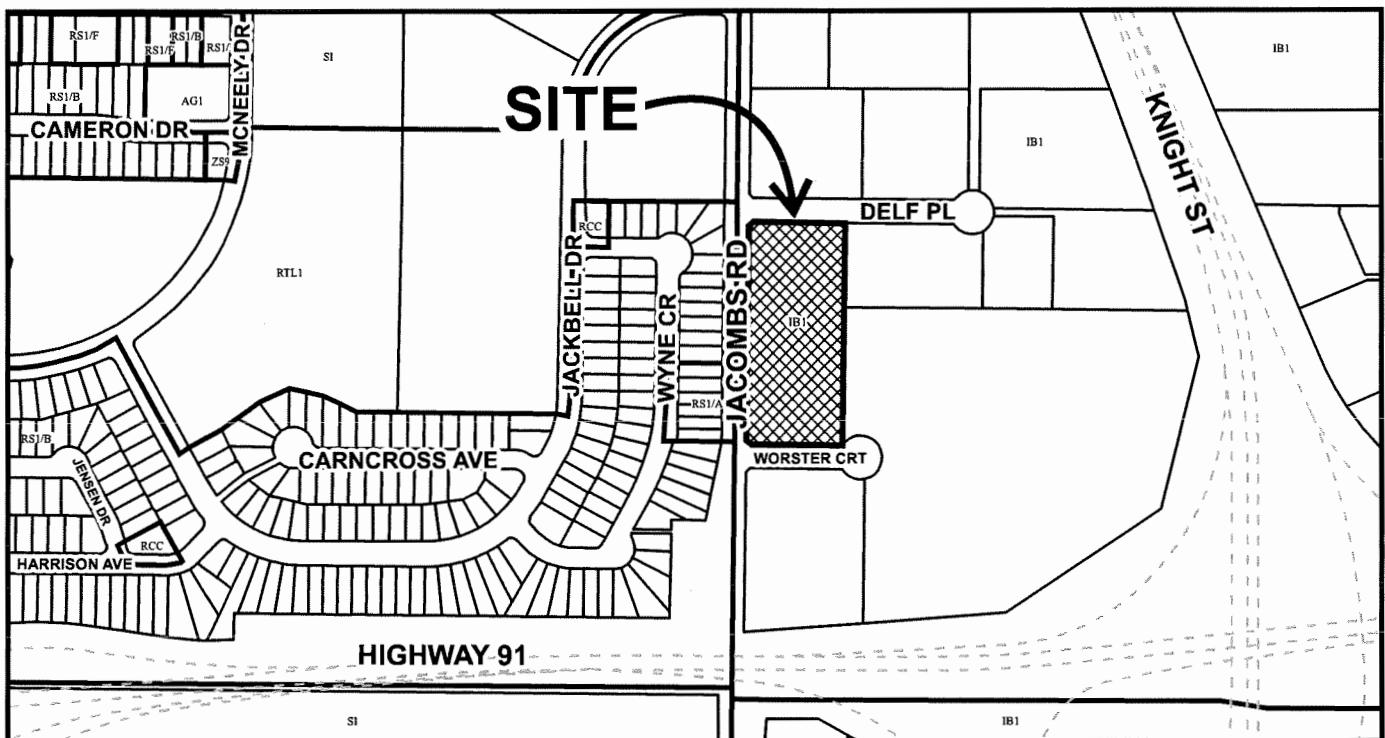 RS1/F
RS1/E
RS1/B
RS1/
MCNEELY DR
SI
IB1
RS1/B
AG1
CAMERON DR
ZS9
SITE
IB1
KNIGHT ST
DELF PL
RCC
RTL1
JACKBELL DR
WYNE CR
JACOMBS RD
IB1
RS1/A
RS1/B
JENSEN DR
CARNCROSS AVE
WORSTER CRT
RCC
HARRISON AVE
HIGHWAY 91
SI
IB1